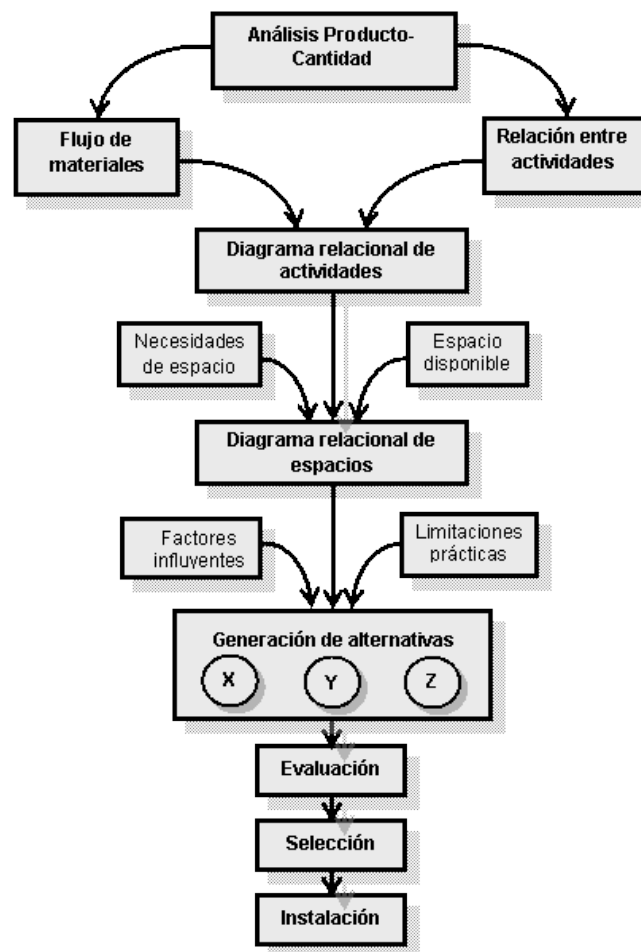 Análisis Producto-
Cantidad
Flujo de
materiales
Relación entre
actividades
Diagrama relacional de
actividades
Necesidades
de espacio
Espacio
disponible
Diagrama relacional de
espacios
Factores
influyentes
Limitaciones
prácticas
Generación de alternativas
X
Y
Z
Evaluación
Selección
Instalación